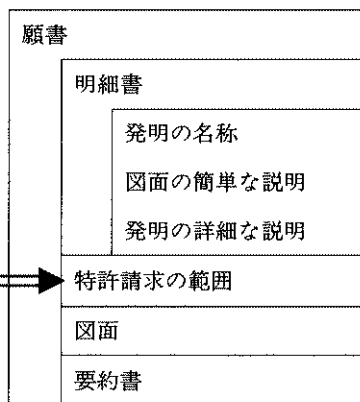 願書
明細書
発明の名称
図面の簡単な説明
発明の詳細な説明
特許請求の範囲
図面
要約書